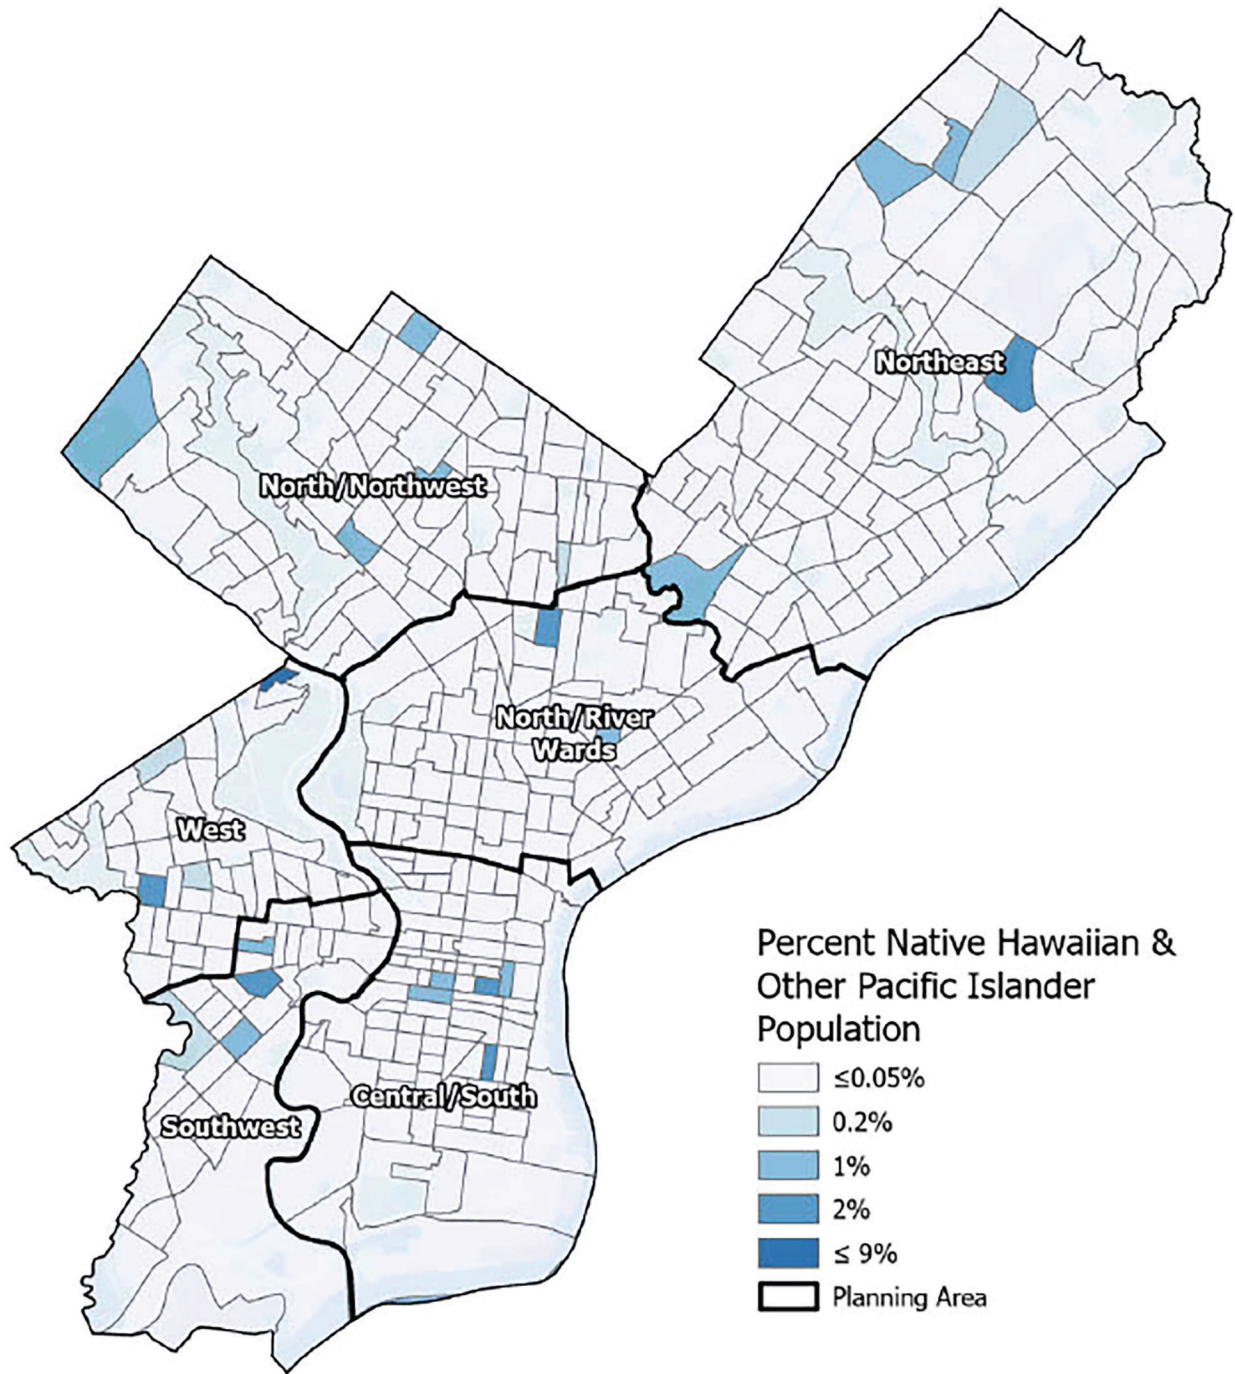 Northeast
North/Northwest
North/River
Wards
West
Percent Native Hawaiian &
Other Pacific Islander
Population
≤0.05%
0.2%
1%
2%
≤ 9%
Planning Area
Central/South
Southwest